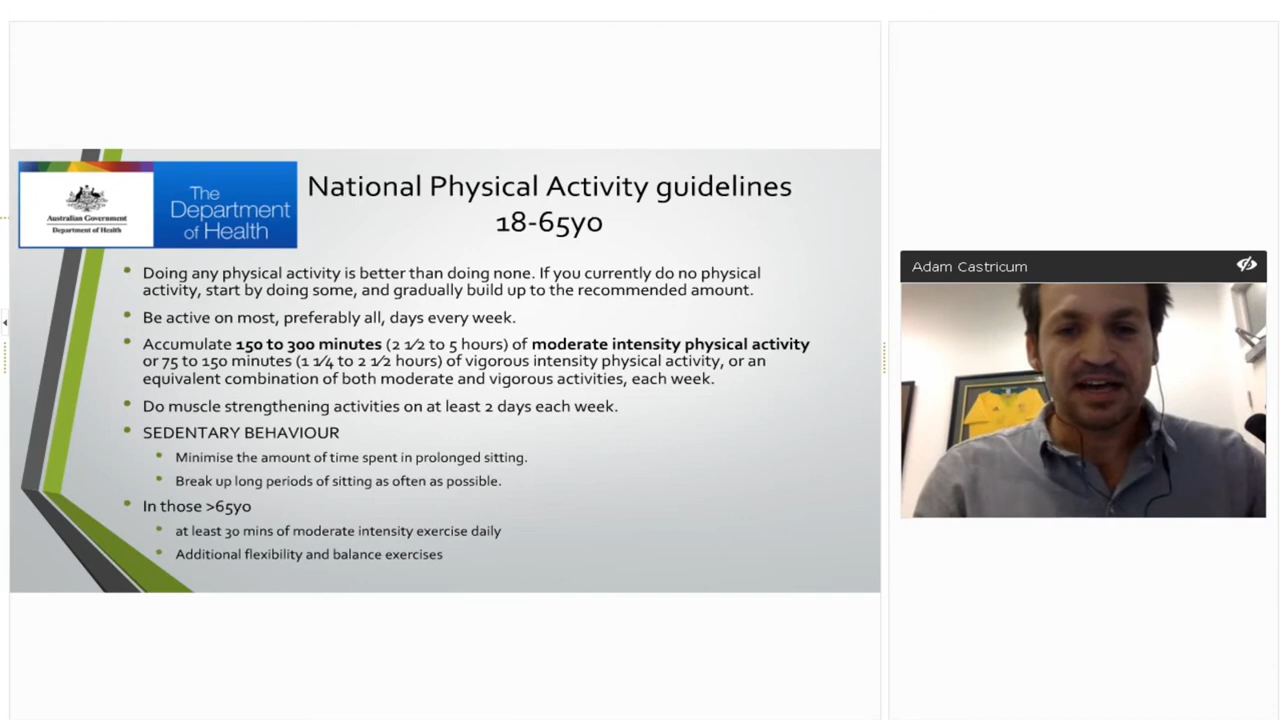 National Physical Activity guidelines
18-65yo
Australian Government
Department of Health
The
Department
of Health
Doing any physical activity is better than doing none. If you currently do no physical
activity, start by doing some, and gradually build up to the recommended amount.
Be active on most, preferably all, days every week.
Accumulate 150 to 300 minutes (2 1⁄2 to 5 hours) of moderate intensity physical activity
or 75 to 150 minutes (1 1⁄4 to 2 1⁄2 hours) of vigorous intensity physical activity, or an
equivalent combination of both moderate and vigorous activities, each week.
Do muscle strengthening activities on at least 2 days each week.
SEDENTARY BEHAVIOUR
Minimise the amount of time spent in prolonged sitting.
Break up long periods of sitting as often as possible.
In those >65yo
at least 30 mins of moderate intensity exercise daily
Additional flexibility and balance exercises
Adam Castricum